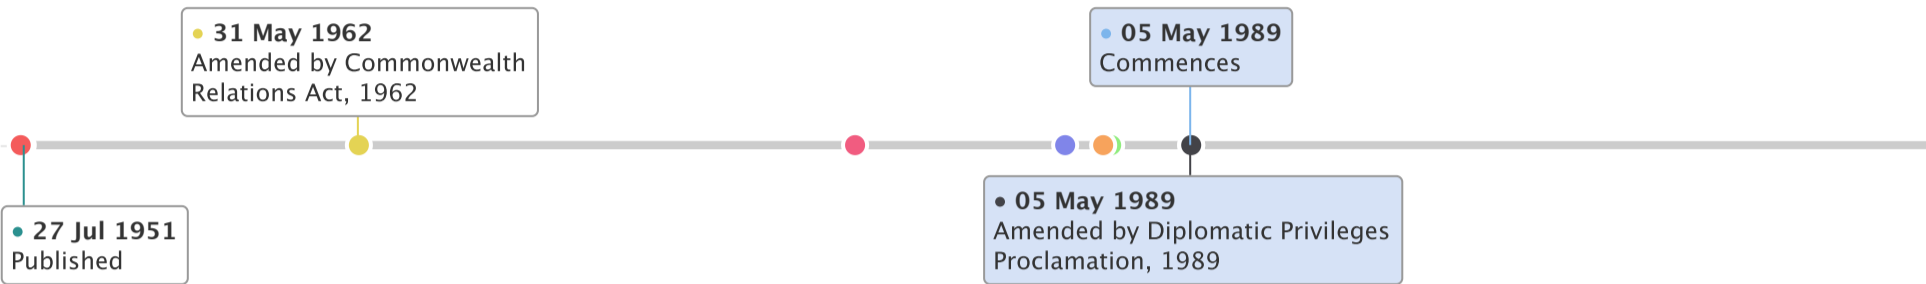 31 May 1962
Amended by Commonwealth
Relations Act, 1962
05 May 1989
Commences
27 Jul 1951
Published
05 May 1989
Amended by Diplomatic Privileges
Proclamation, 1989